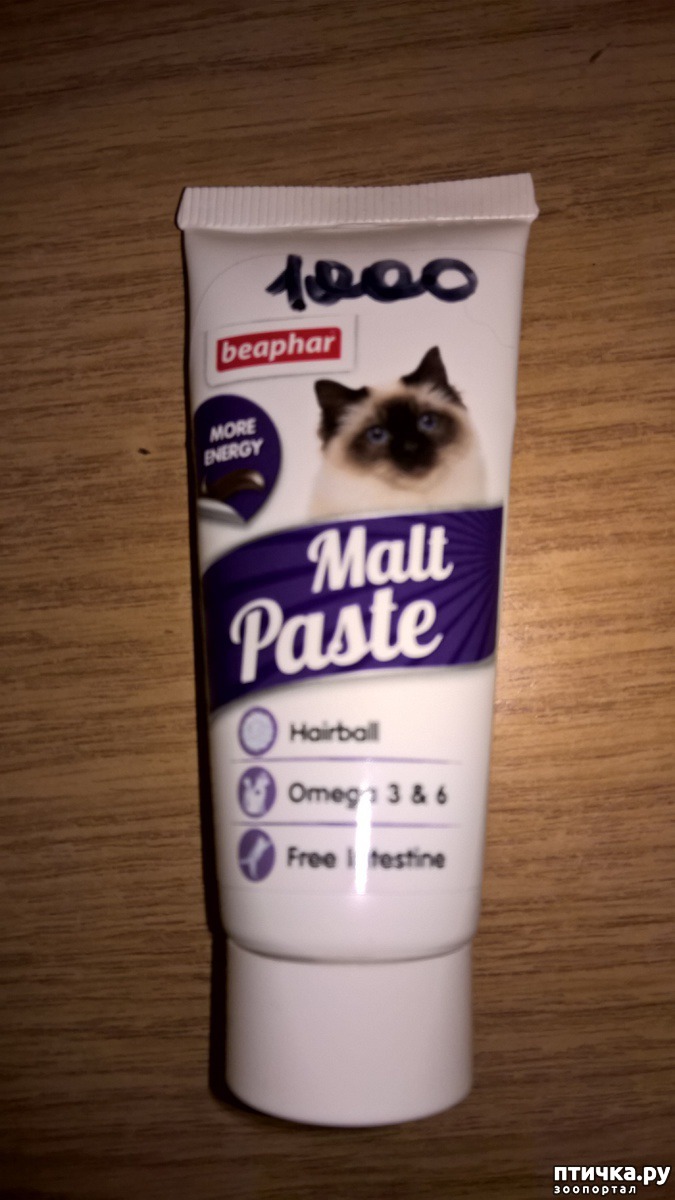 1000
beaphar
MORE
ENERGY
Malt
Paste
Hairball
Omega 3 & 6
Free Intestine
птичка.ру
зоопортал